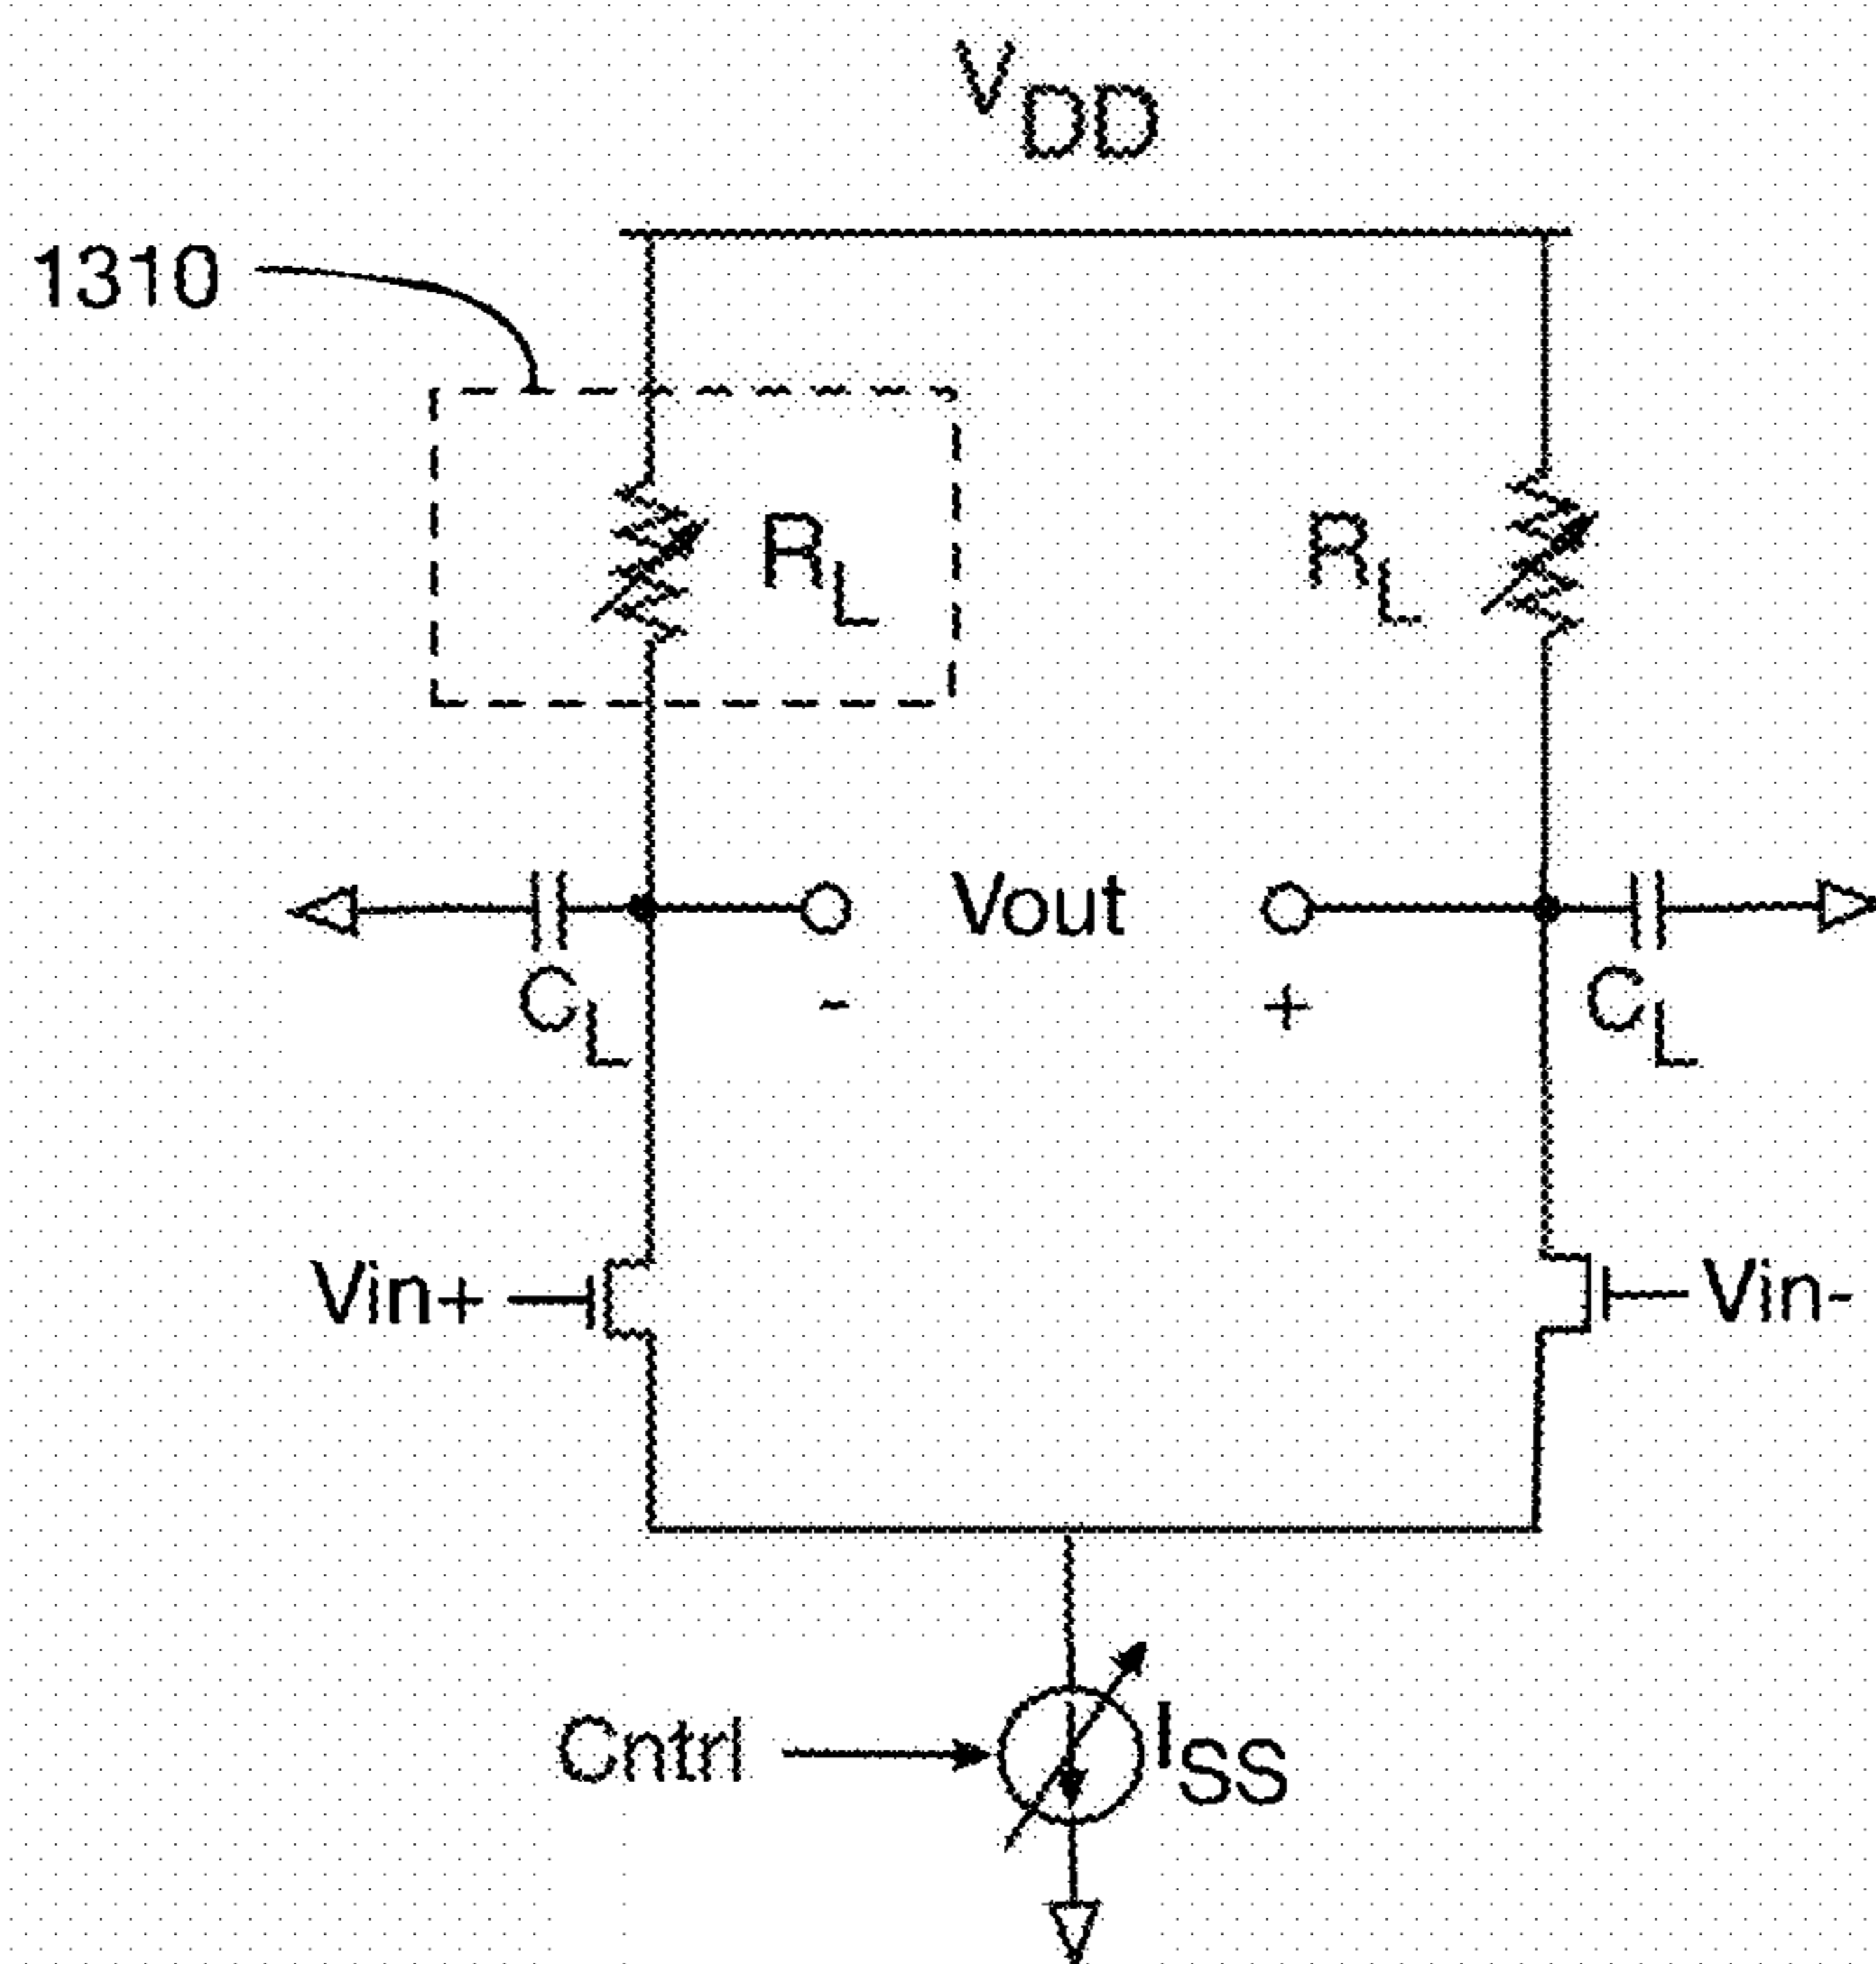 VDD
1310
RL
RL
Vout
-
+
CL
CL
Vin+
Vin-
Cntrl
ISS